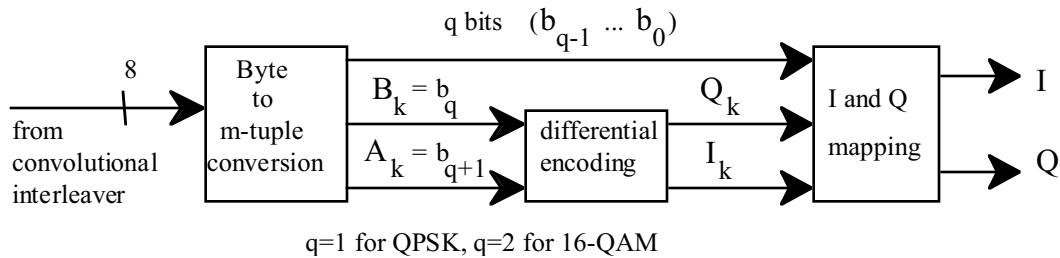 q bits (b_{q-1} ... b_0)
8
from
convolutional
interleaver
Byte
to
m-tuple
conversion
B_k = b_q
A_k = b_{q+1}
differential
encoding
Q_k
I_k
I and Q
mapping
I
Q
q=1 for QPSK, q=2 for 16-QAM